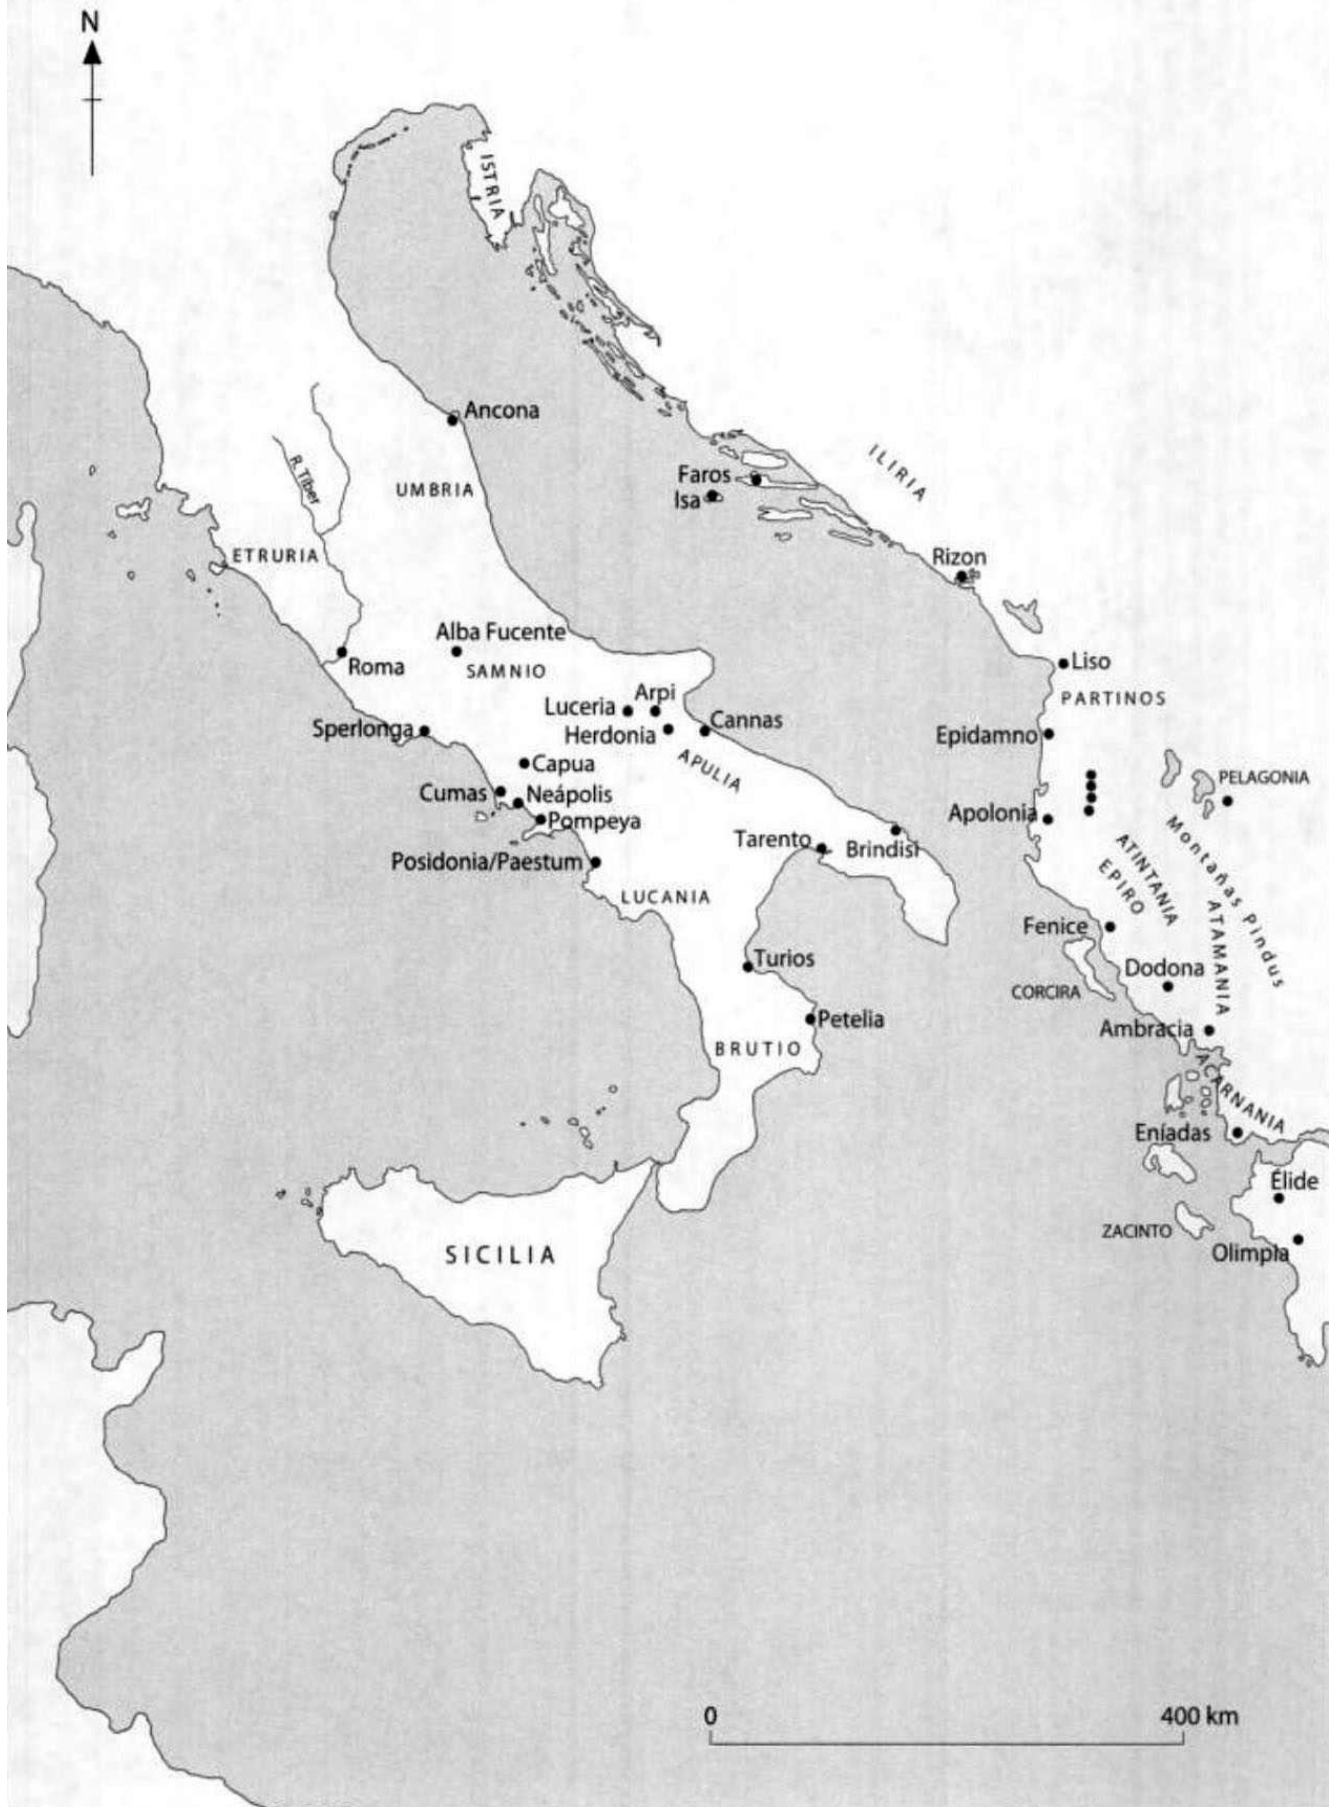 N
ISTRIA
Ancona
R. Tíber
UMBRIA
ILIRIA
Faros
Isa
ETRURIA
Rizon
Alba Fucente
Roma
SAMNIO
Liso
PARTINOS
Luceria
Arpi
Sperlonga
Herdonia
Cannas
Epidamno
APULIA
Capua
PELAGONIA
Cumas
Neápolis
Pompeya
Apolonia
Tarento
Brindisi
Montañas Pindus
Posidonia/Paestum
ATINTANIA
EPIRO
LUCANIA
ATAMANIA
Fenice
Turios
Dodona
CORCIRA
Petelia
Ambracia
BRUTIO
ACARNANIA
Eníadas
Élide
ZACINTO
Olimpia
SICILIA
0
400 km